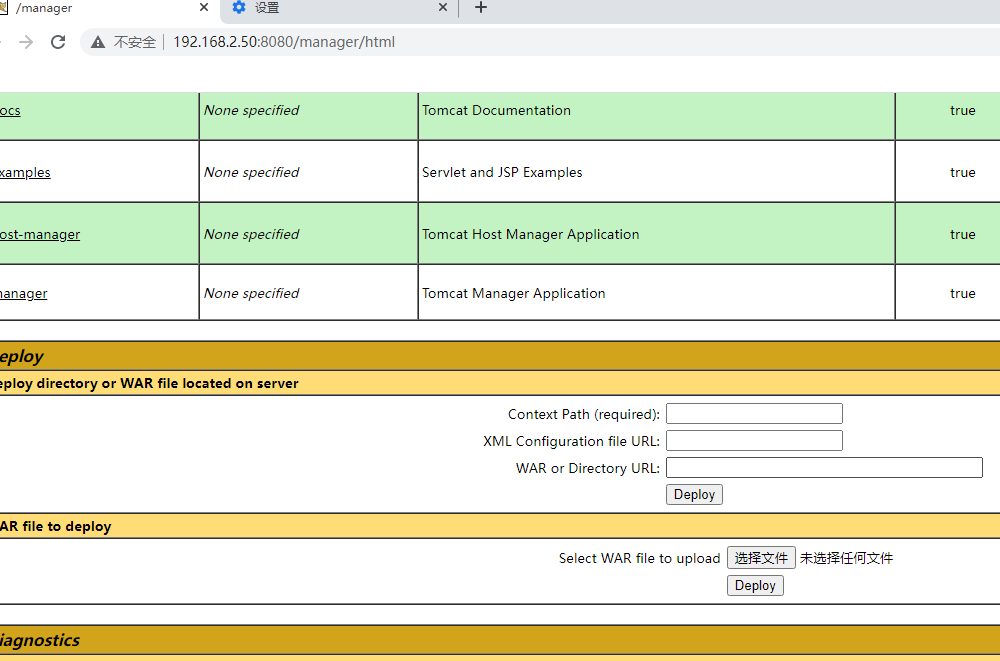 /manager
设置
不安全 192.168.2.50:8080/manager/html
ocs None specified Tomcat Documentation true
xamples None specified Servlet and JSP Examples true
ost-manager None specified Tomcat Host Manager Application true
nanager None specified Tomcat Manager Application true
eploy
eploy directory or WAR file located on server
Context Path (required):
XML Configuration file URL:
WAR or Directory URL:
Deploy
AR file to deploy
Select WAR file to upload 选择文件 未选择任何文件
Deploy
iagnostics